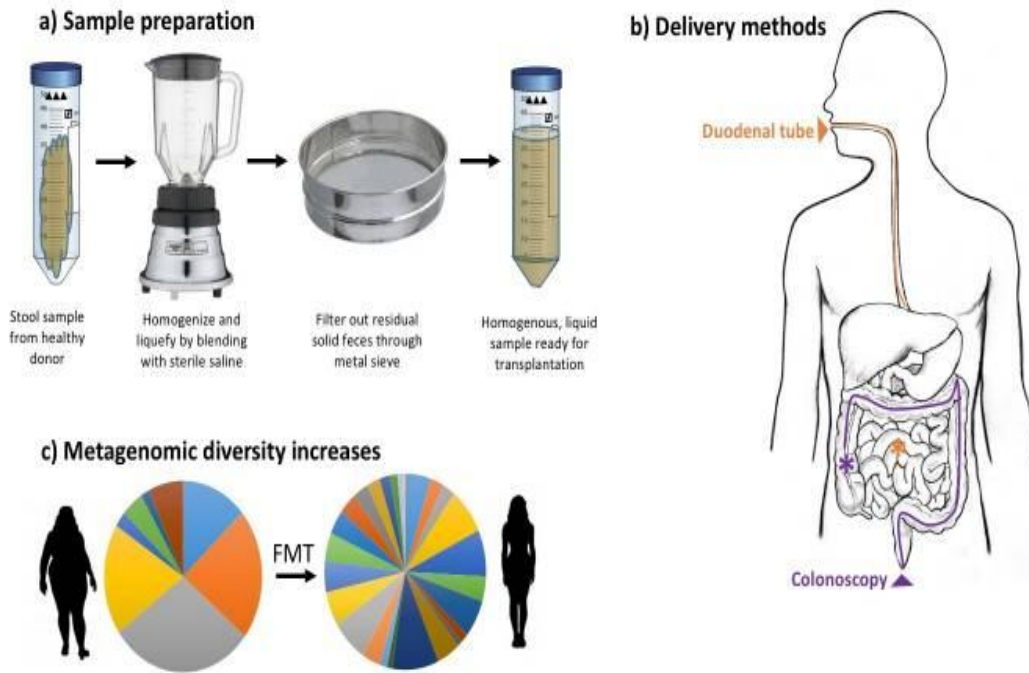 a) Sample preparation
Stool sample
from healthy
donor
Homogenize and
liquefy by blending
with sterile saline
Filter out residual
solid feces through
metal sieve
Homogenous, liquid
sample ready for
transplantation
b) Delivery methods
Duodenal tube
Colonoscopy
c) Metagenomic diversity increases
FMT